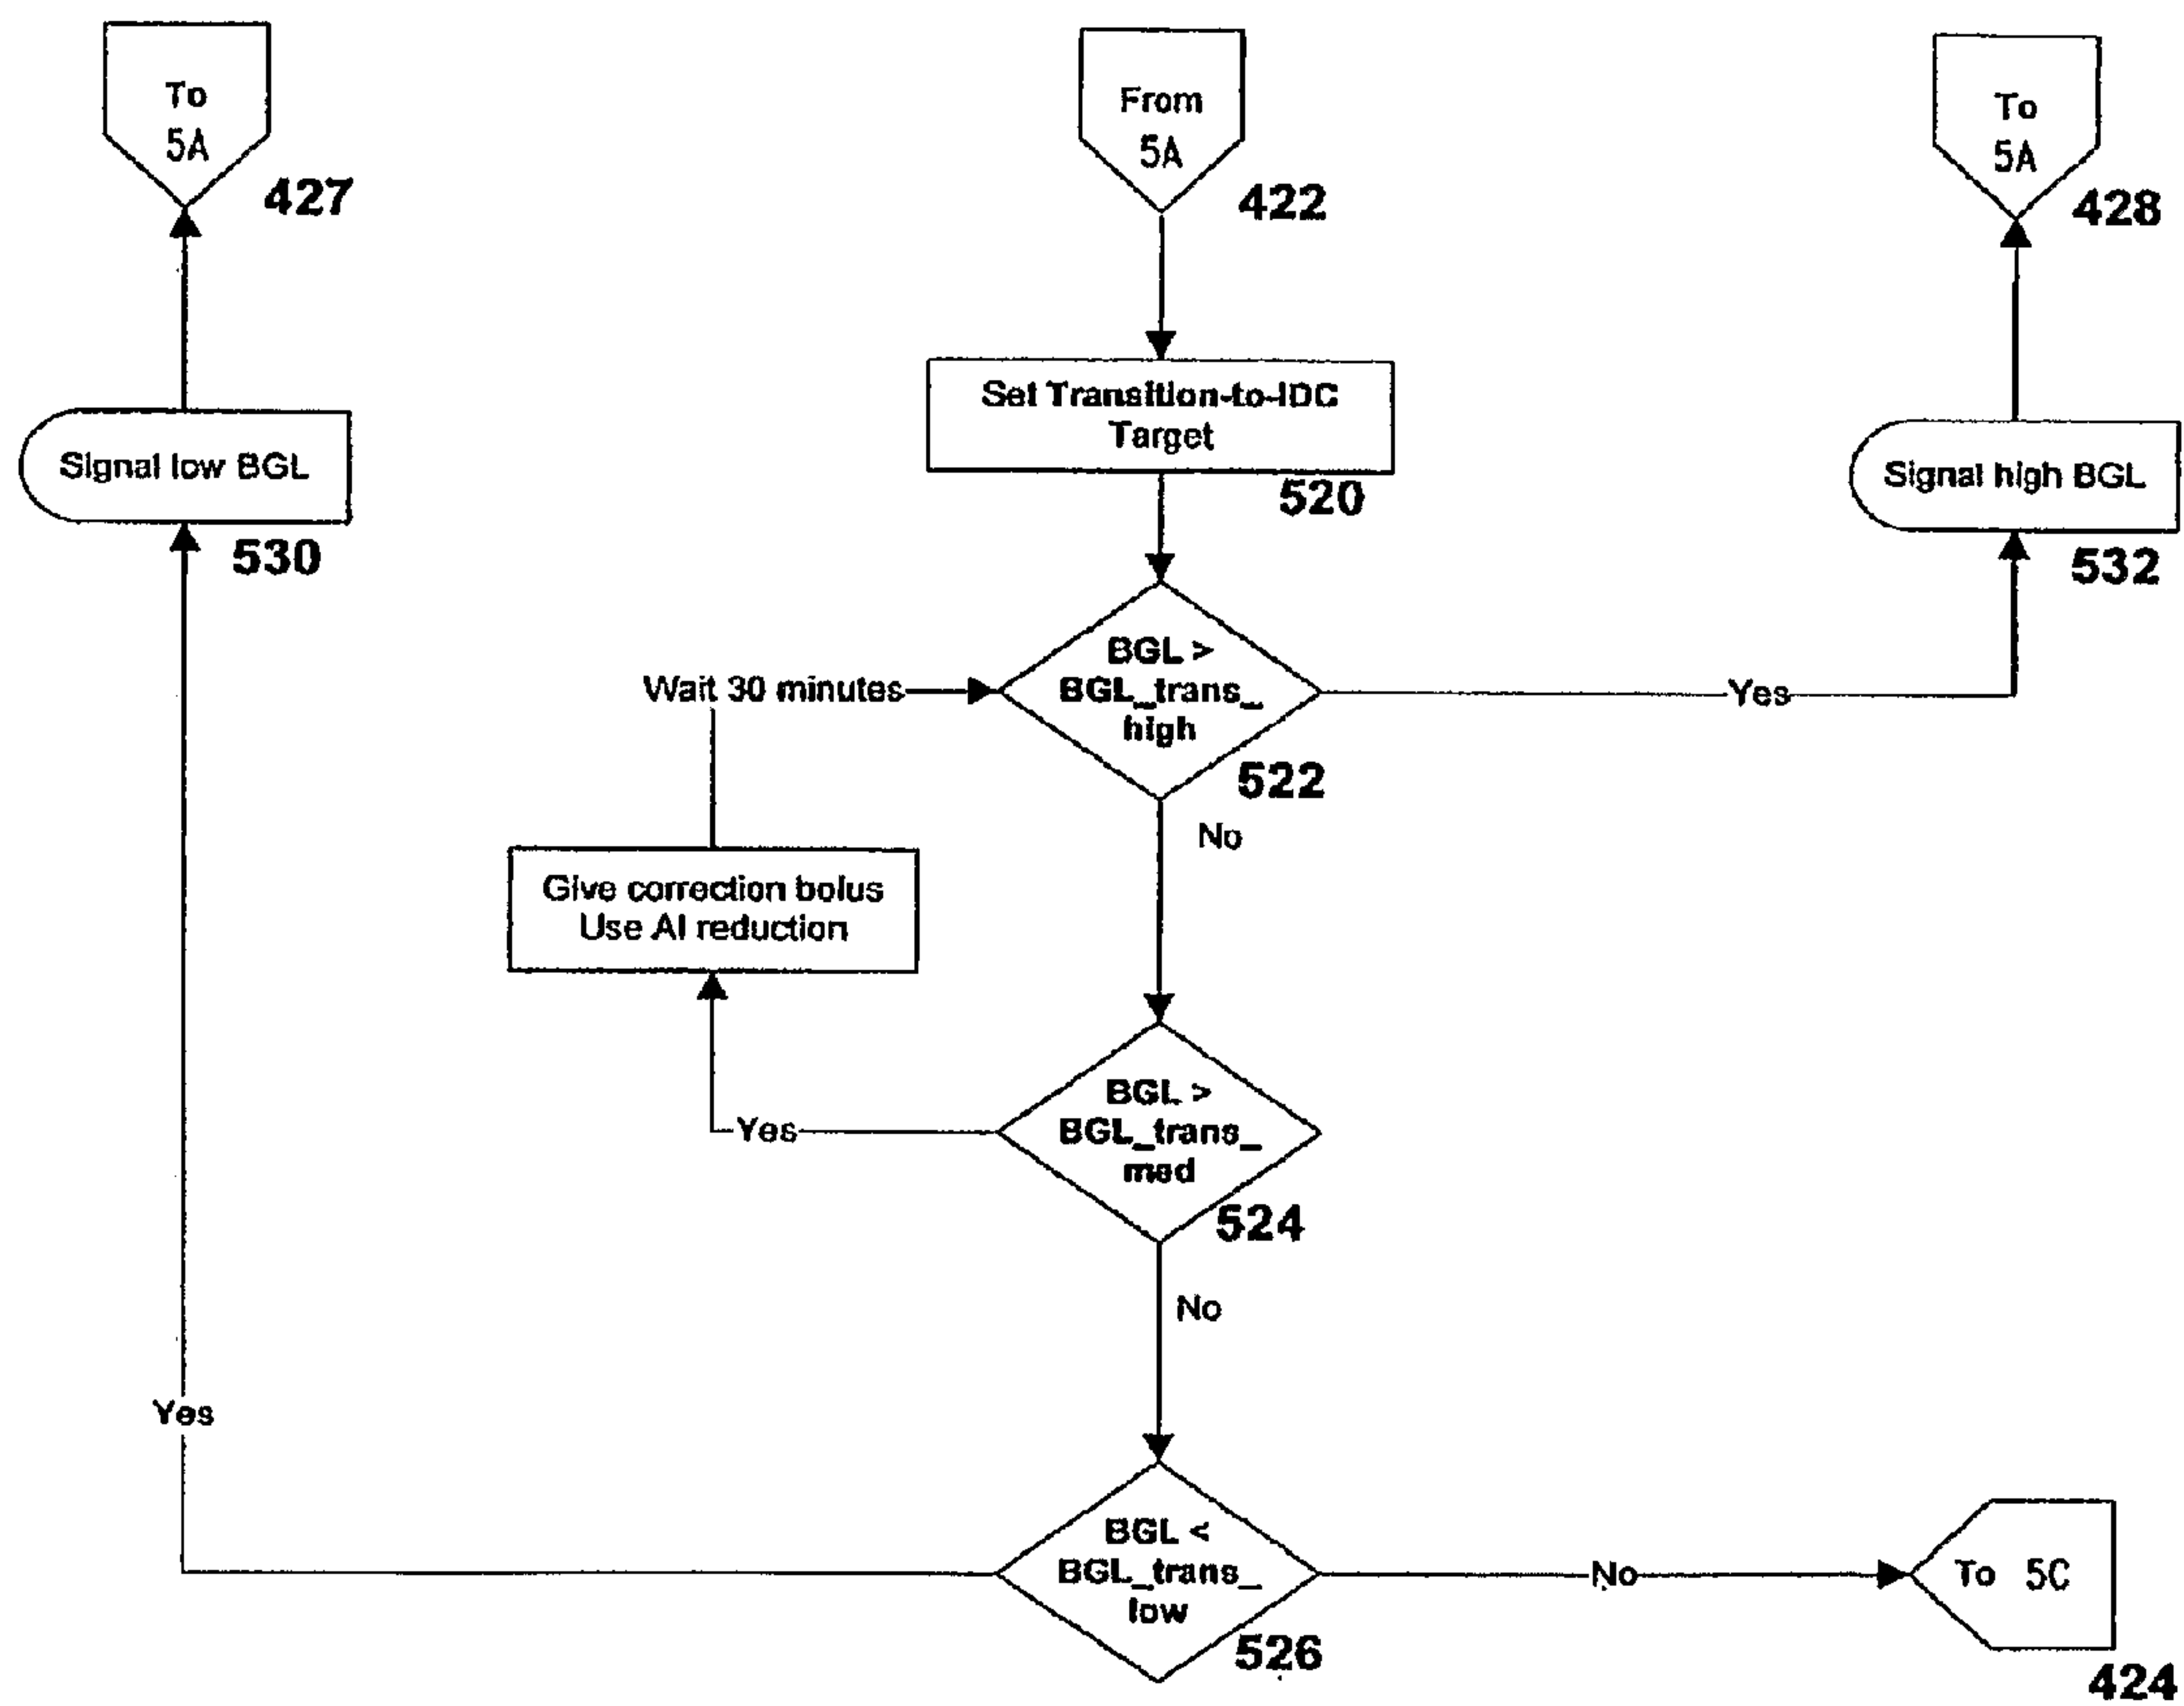 To
5A
427
From
5A
422
To
5A
428
Set Transition-to-IDC
Target
520
Signal low BGL
530
Signal high BGL
532
BGL >
BGL_trans_
high
522
Wait 30 minutes
Yes
No
Give correction bolus
Use AI reduction
BGL >
BGL_trans_
med
524
Yes
No
Yes
BGL <
BGL_trans_
low
526
No
To 5C
424